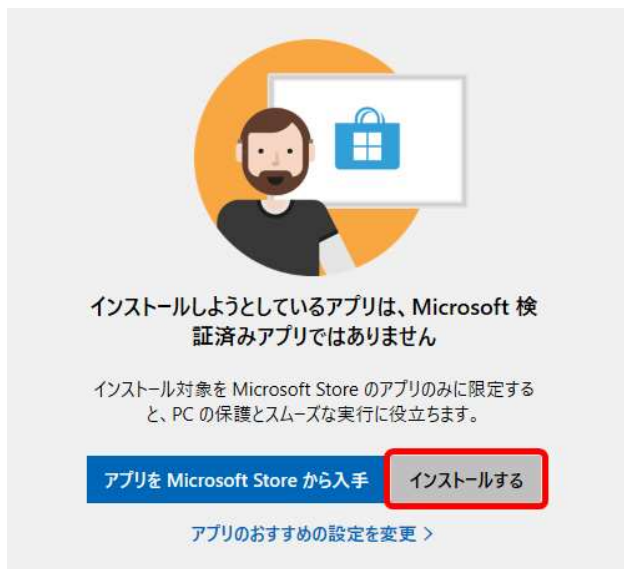 インストールしようとしているアプリは、Microsoft 検
証済みアプリではありません
インストール対象を Microsoft Store のアプリのみに限定する
と、PC の保護とスムーズな実行に役立ちます。
アプリを Microsoft Store から入手
インストールする
アプリのおすすめの設定を変更 >